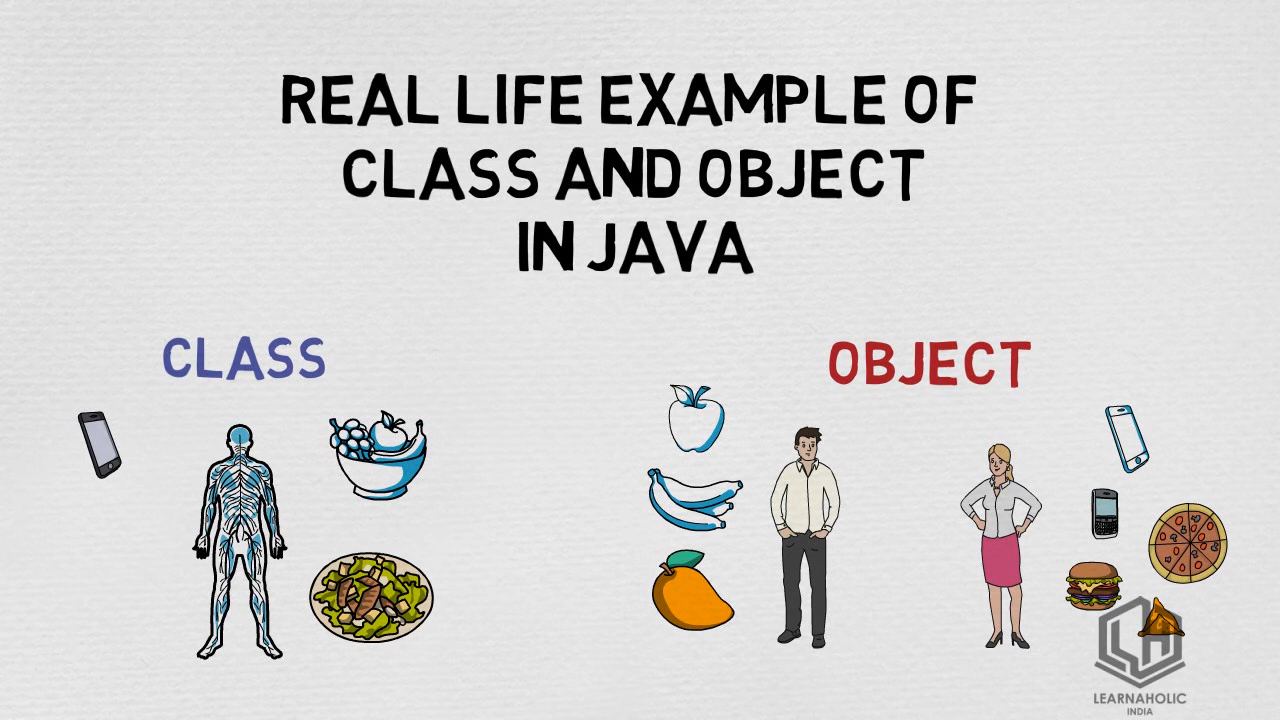 REAL LIFE EXAMPLE OF
CLASS AND OBJECT
IN JAVA
CLASS
OBJECT
LEARNAHOLIC
INDIA